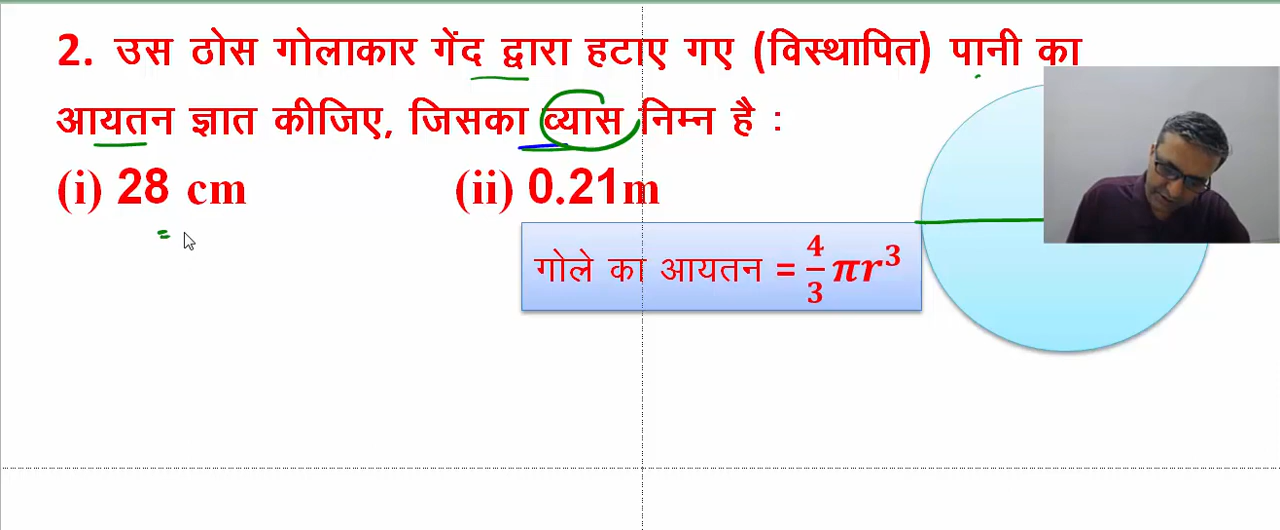 2. उस ठोस गोलाकार गेंद द्वारा हटाए गए (विस्थापित) पानी का
आयतन ज्ञात कीजिए, जिसका व्यास निम्न है :
(i) 28 cm (ii) 0.21m
=
गोले का आयतन = 4/3 πr³